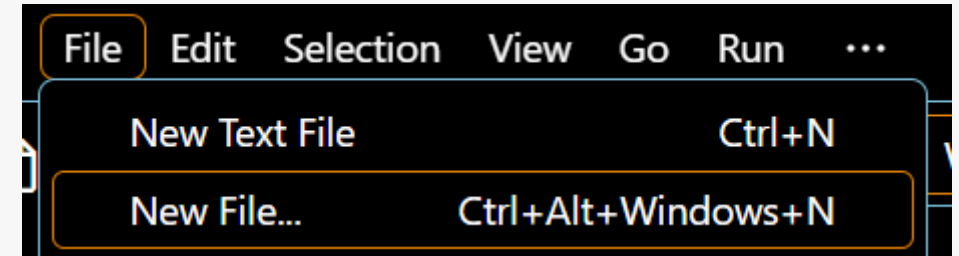 File Edit Selection View Go Run ...
New Text File Ctrl+N
New File... Ctrl+Alt+Windows+N